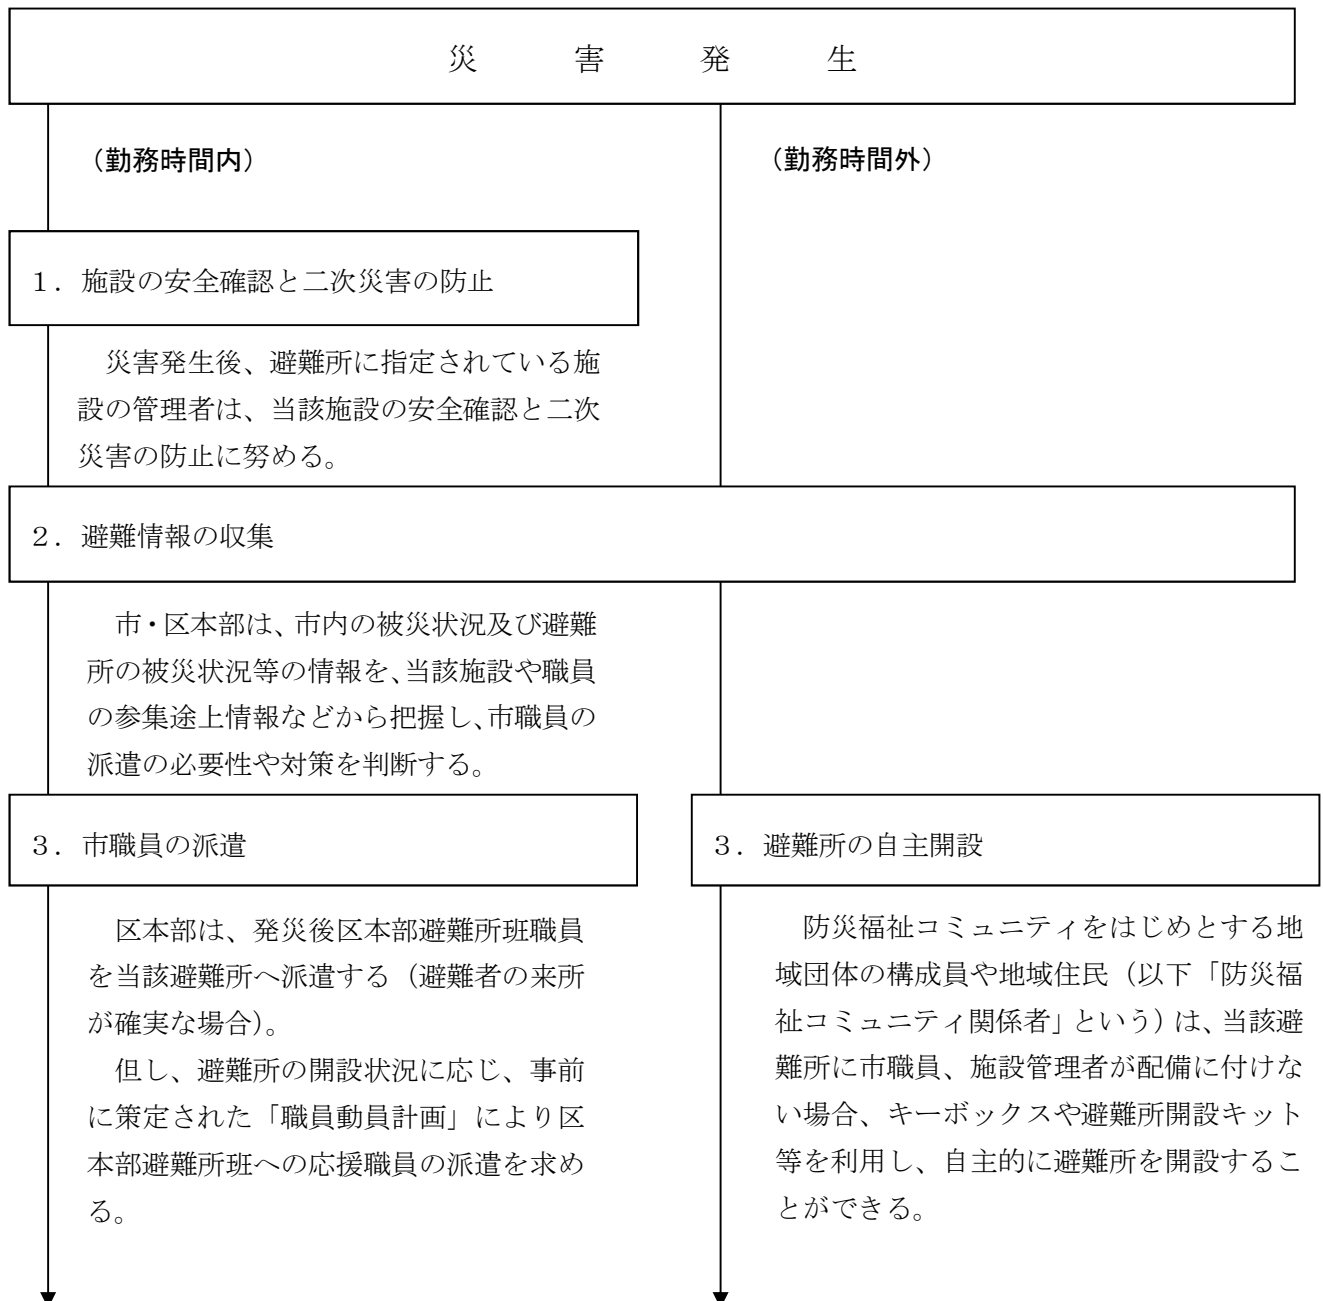 災害発生
（勤務時間内）
（勤務時間外）
１．施設の安全確認と二次災害の防止
災害発生後、避難所に指定されている施
設の管理者は、当該施設の安全確認と二次
災害の防止に努める。
２．避難情報の収集
市・区本部は、市内の被災状況及び避難
所の被災状況等の情報を、当該施設や職員
の参集途上情報などから把握し、市職員の
派遣の必要性や対策を判断する。
３．市職員の派遣
区本部は、発災後区本部避難所班職員
を当該避難所へ派遣する（避難者の来所
が確実な場合）。
但し、避難所の開設状況に応じ、事前
に策定された「職員動員計画」により区
本部避難所班への応援職員の派遣を求め
る。
３．避難所の自主開設
防災福祉コミュニティをはじめとする地
域団体の構成員や地域住民（以下「防災福
祉コミュニティ関係者」という）は、当該避
難所に市職員、施設管理者が配備に付けな
い場合、キーボックスや避難所開設キット
等を利用し、自主的に避難所を開設するこ
とができる。